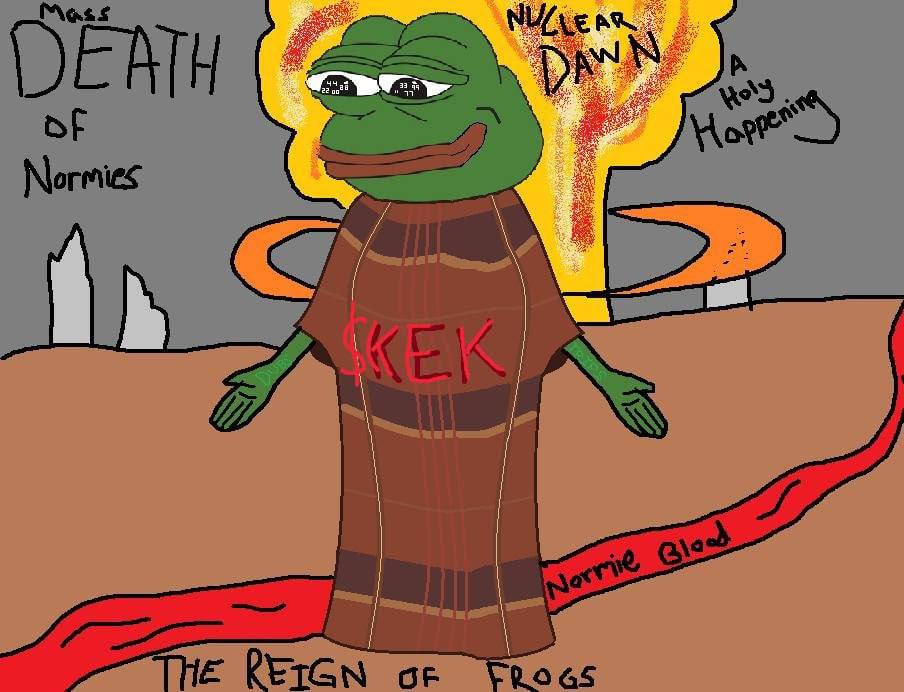 Mass
DEATH
OF
Normies
NUCLEAR
DAWN
A
Holy
Happening
$KEK
Normie Blood
THE REIGN OF FROGS